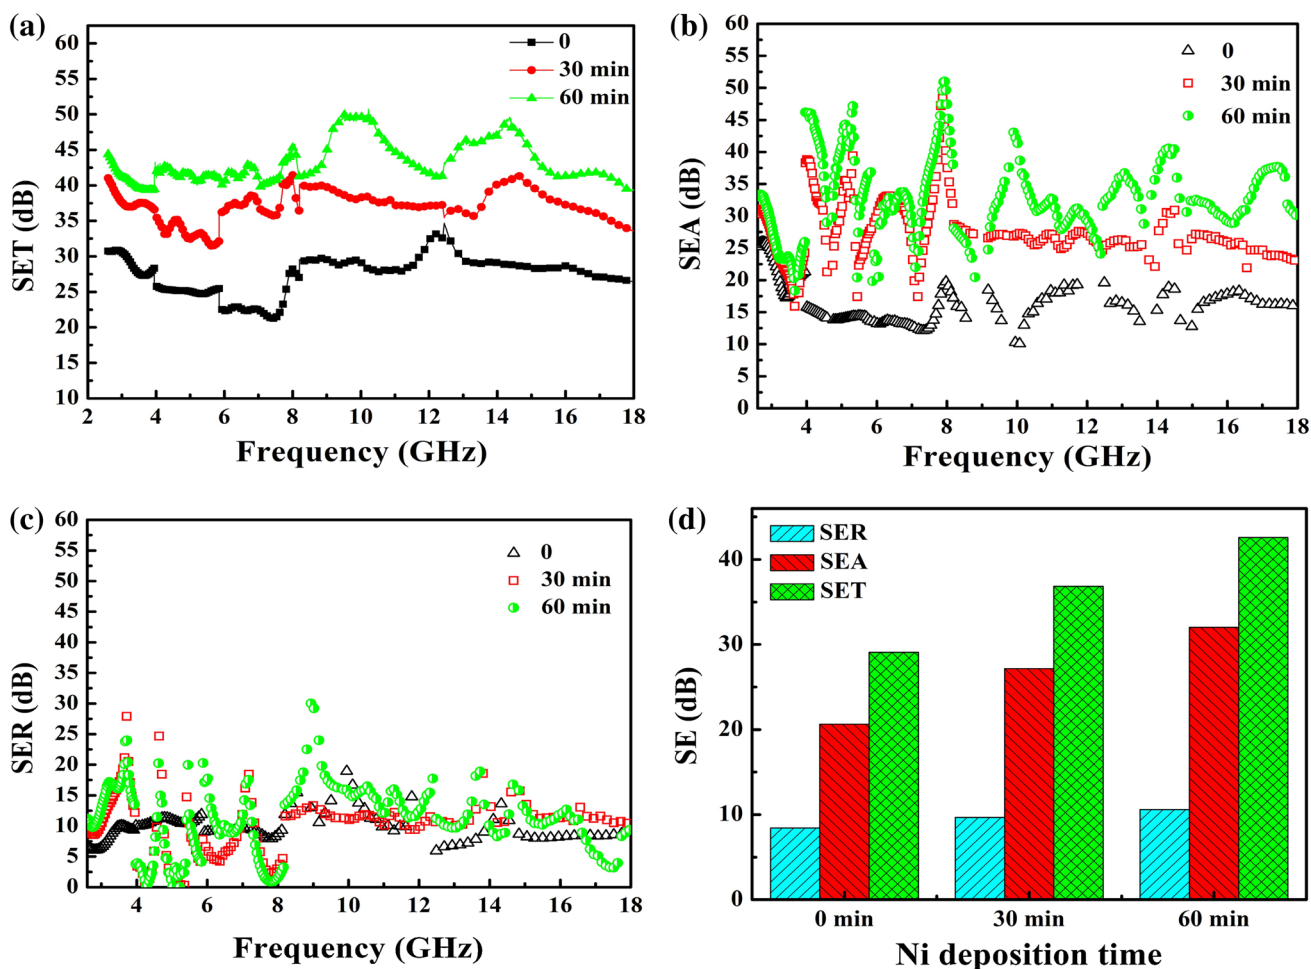 (a)
60
55
50
45
40
35
30
25
20
15
10
SET (dB)
0
30 min
60 min
2 4 6 8 10 12 14 16 18
Frequency (GHz)
(b)
60
55
50
45
40
35
30
25
20
15
10
5
0
SEA (dB)
0
30 min
60 min
4 6 8 10 12 14 16 18
Frequency (GHz)
(c)
60
55
50
45
40
35
30
25
20
15
10
5
0
SER (dB)
0
30 min
60 min
4 6 8 10 12 14 16 18
Frequency (GHz)
(d)
40
30
20
10
0
SE (dB)
SER
SEA
SET
0 min 30 min 60 min
Ni deposition time